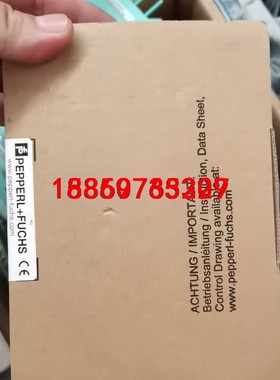 PEPPERL+FUCHS CE
www.pepperl-fuchs.com
ACHTUNG / IMPORTANT
Betriebsanleitung / Instruction, Data Sheet,
Control Drawing available at:
www.pepperl-fuchs.com